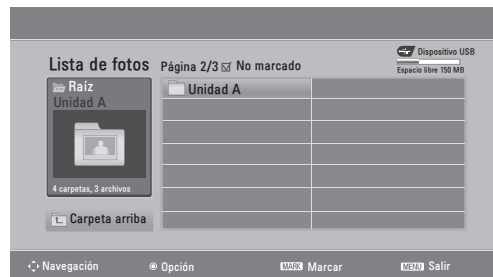 Dispositivo USB
Lista de fotos
Página 2/3 No marcado
Espacio libre 150 MB
Raíz
Unidad A
Unidad A
4 carpetas, 3 archivos
Carpeta arriba
Navegación
Opción
MARK Marcar
MENU Salir